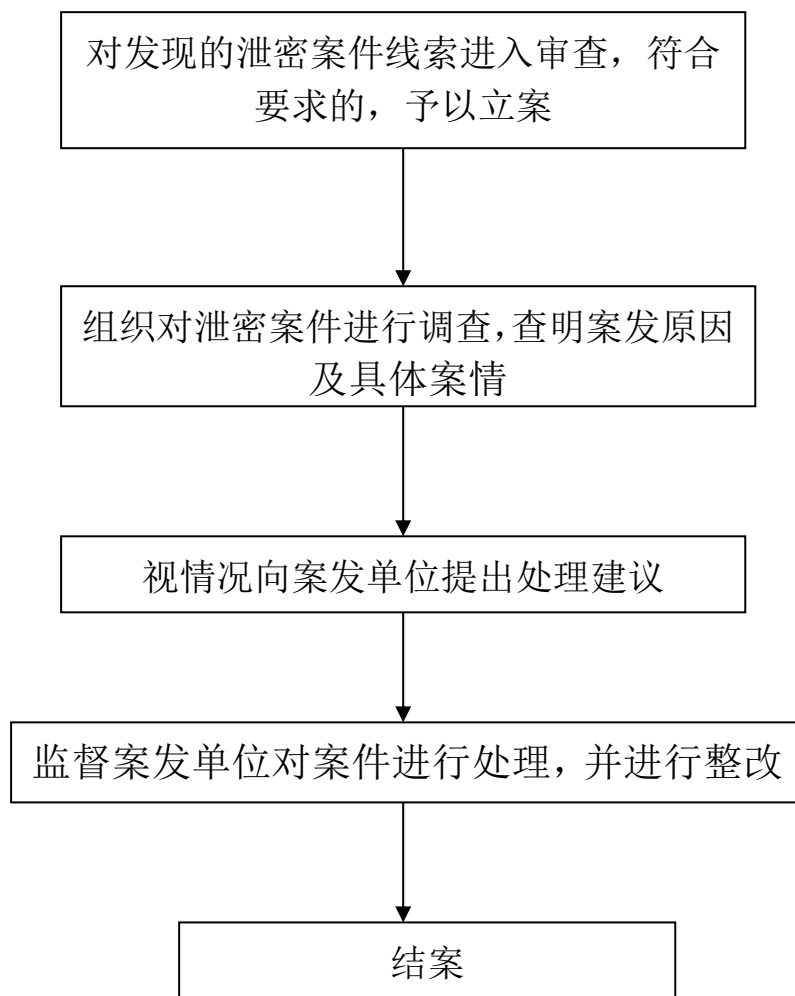 对发现的泄密案件线索进入审查，符合
要求的，予以立案
组织对泄密案件进行调查，查明案发原因
及具体案情
视情况向案发单位提出处理建议
监督案发单位对案件进行处理，并进行整改
结案